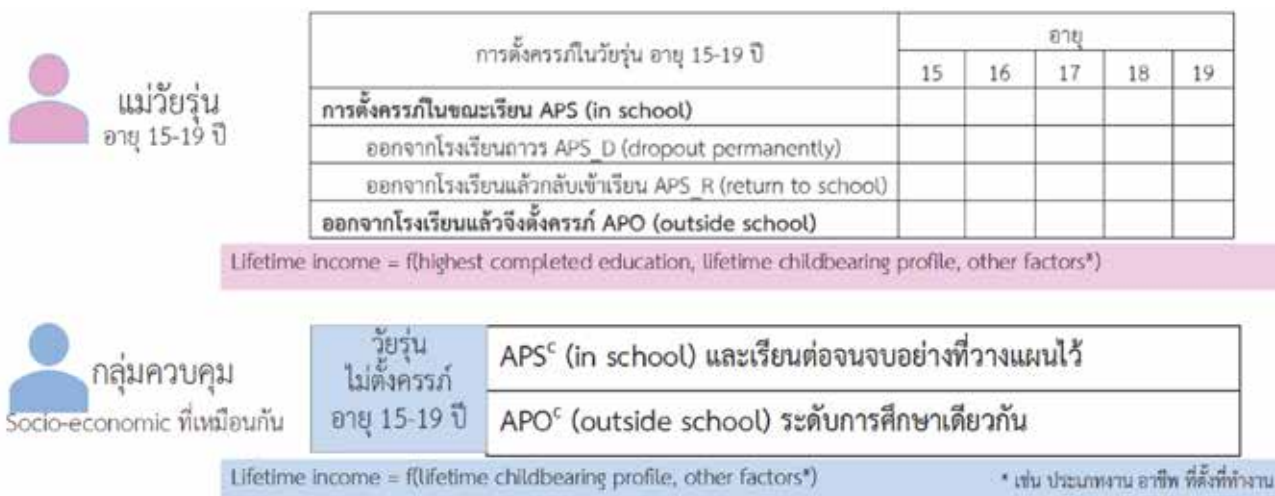 แม่วัยรุ่น
อายุ 15-19 ปี
การตั้งครรภ์ในวัยรุ่น อายุ 15-19 ปี
อายุ
15 16 17 18 19
การตั้งครรภ์ในขณะเรียน APS (in school)
ออกจากโรงเรียนถาวร APS_D (dropout permanently)
ออกจากโรงเรียนแล้วกลับเข้าเรียน APS_R (return to school)
ออกจากโรงเรียนแล้วจึงตั้งครรภ์ APO (outside school)
Lifetime income = f(highest completed education, lifetime childbearing profile, other factors*)
กลุ่มควบคุม
Socio-economic ที่เหมือนกัน
วัยรุ่น
ไม่ตั้งครรภ์
อายุ 15-19 ปี
APSᶜ (in school) และเรียนต่อจนจบอย่างที่วางแผนไว้
APOᶜ (outside school) ระดับการศึกษาเดียวกัน
Lifetime income = f(lifetime childbearing profile, other factors*)
* เช่น ประเภทงาน อาชีพ ที่ตั้งที่ทำงาน